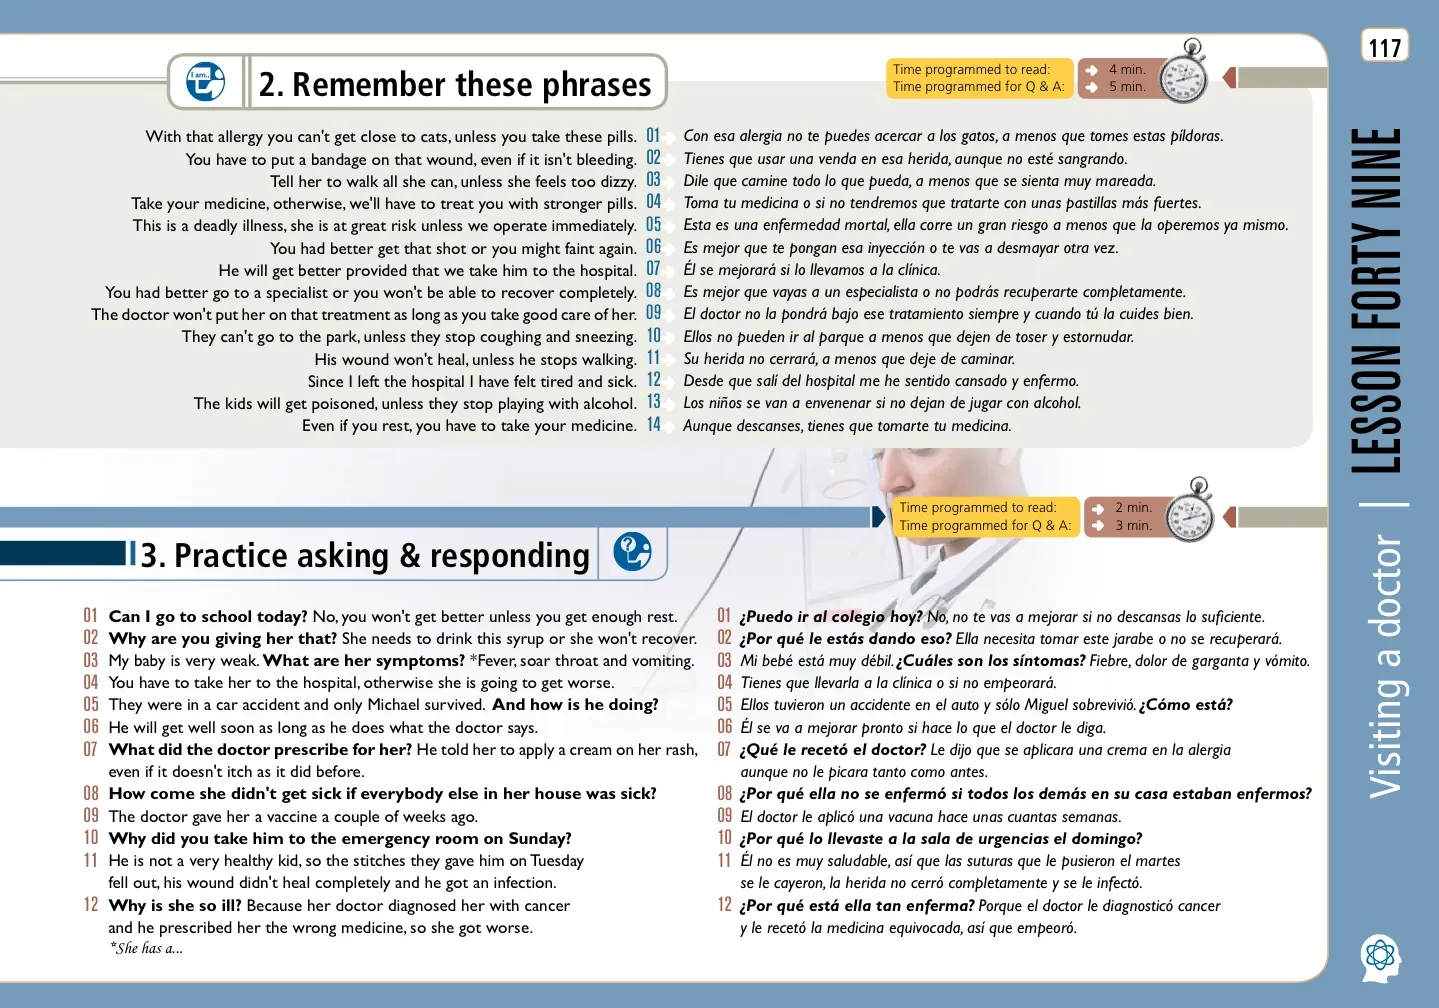 117
I am...
2. Remember these phrases
Time programmed to read: 4 min.
Time programmed for Q & A: 5 min.
With that allergy you can't get close to cats, unless you take these pills. 01 Con esa alergia no te puedes acercar a los gatos, a menos que tomes estas píldoras.
You have to put a bandage on that wound, even if it isn't bleeding. 02 Tienes que usar una venda en esa herida, aunque no esté sangrando.
Tell her to walk all she can, unless she feels too dizzy. 03 Dile que camine todo lo que pueda, a menos que se sienta muy mareada.
Take your medicine, otherwise, we'll have to treat you with stronger pills. 04 Toma tu medicina o si no tendremos que tratarte con unas pastillas más fuertes.
This is a deadly illness, she is at great risk unless we operate immediately. 05 Esta es una enfermedad mortal, ella corre un gran riesgo a menos que la operemos ya mismo.
You had better get that shot or you might faint again. 06 Es mejor que te pongan esa inyección o te vas a desmayar otra vez.
He will get better provided that we take him to the hospital. 07 Él se mejorará si lo llevamos a la clínica.
You had better go to a specialist or you won't be able to recover completely. 08 Es mejor que vayas a un especialista o no podrás recuperarte completamente.
The doctor won't put her on that treatment as long as you take good care of her. 09 El doctor no la pondrá bajo ese tratamiento siempre y cuando tú la cuides bien.
They can't go to the park, unless they stop coughing and sneezing. 10 Ellos no pueden ir al parque a menos que dejen de toser y estornudar.
His wound won't heal, unless he stops walking. 11 Su herida no cerrará, a menos que deje de caminar.
Since I left the hospital I have felt tired and sick. 12 Desde que salí del hospital me he sentido cansado y enfermo.
The kids will get poisoned, unless they stop playing with alcohol. 13 Los niños se van a envenenar si no dejan de jugar con alcohol.
Even if you rest, you have to take your medicine. 14 Aunque descanses, tienes que tomarte tu medicina.
Time programmed to read: 2 min.
Time programmed for Q & A: 3 min.
3. Practice asking & responding
01 Can I go to school today? No, you won't get better unless you get enough rest.
02 Why are you giving her that? She needs to drink this syrup or she won't recover.
03 My baby is very weak. What are her symptoms? *Fever, soar throat and vomiting.
04 You have to take her to the hospital, otherwise she is going to get worse.
05 They were in a car accident and only Michael survived. And how is he doing?
06 He will get well soon as long as he does what the doctor says.
07 What did the doctor prescribe for her? He told her to apply a cream on her rash,
even if it doesn't itch as it did before.
08 How come she didn't get sick if everybody else in her house was sick?
09 The doctor gave her a vaccine a couple of weeks ago.
10 Why did you take him to the emergency room on Sunday?
11 He is not a very healthy kid, so the stitches they gave him on Tuesday
fell out, his wound didn't heal completely and he got an infection.
12 Why is she so ill? Because her doctor diagnosed her with cancer
and he prescribed her the wrong medicine, so she got worse.
*She has a...
01 ¿Puedo ir al colegio hoy? No, no te vas a mejorar si no descansas lo suficiente.
02 ¿Por qué le estás dando eso? Ella necesita tomar este jarabe o no se recuperará.
03 Mi bebé está muy débil. ¿Cuáles son los síntomas? Fiebre, dolor de garganta y vómito.
04 Tienes que llevarla a la clínica o si no empeorará.
05 Ellos tuvieron un accidente en el auto y sólo Miguel sobrevivió. ¿Cómo está?
06 Él se va a mejorar pronto si hace lo que el doctor le diga.
07 ¿Qué le recetó el doctor? Le dijo que se aplicara una crema en la alergia
aunque no le picara tanto como antes.
08 ¿Por qué ella no se enfermó si todos los demás en su casa estaban enfermos?
09 El doctor le aplicó una vacuna hace unas cuantas semanas.
10 ¿Por qué lo llevaste a la sala de urgencias el domingo?
11 Él no es muy saludable, así que las suturas que le pusieron el martes
se le cayeron, la herida no cerró completamente y se le infectó.
12 ¿Por qué está ella tan enferma? Porque el doctor le diagnosticó cancer
y le recetó la medicina equivocada, así que empeoró.
Visiting a doctor | LESSON FORTY NINE